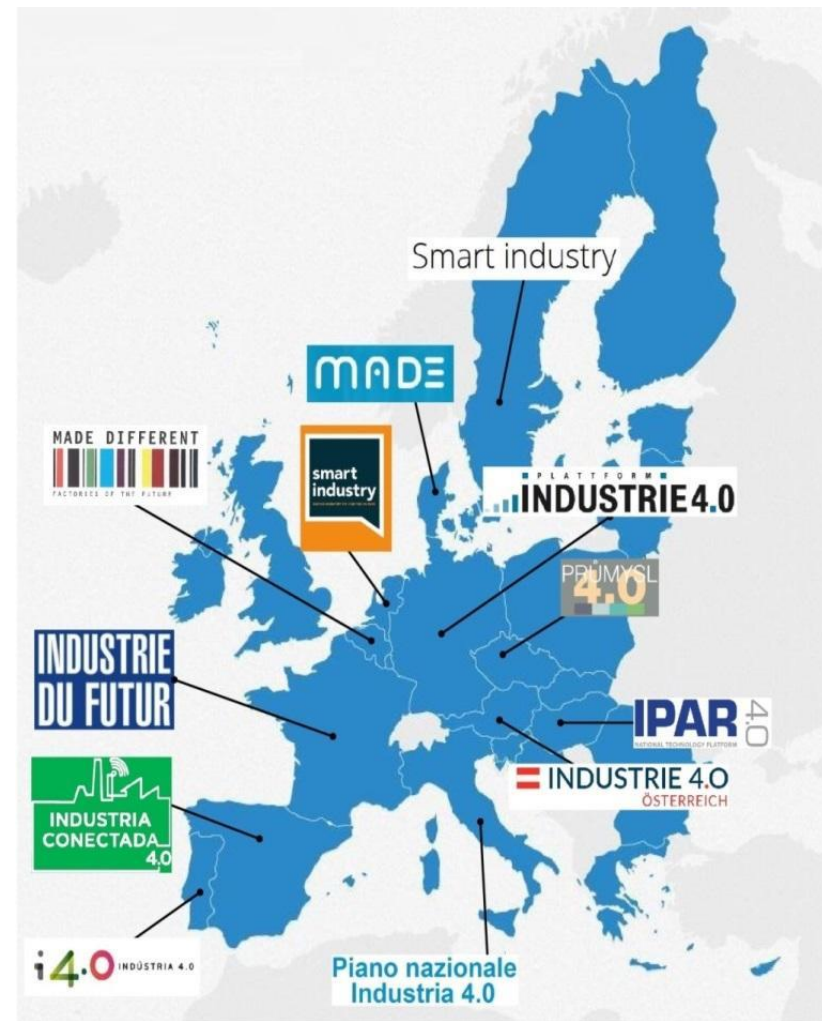 Smart industry
MADE
MADE DIFFERENT
FACTORIES OF THE FUTURE
smart
industry
PLATTFORM
INDUSTRIE 4.0
PRŮMYSL
4.0
INDUSTRIE
DU FUTUR
IPAR 4.0
NATIONAL TECHNOLOGY PLATFORM
INDUSTRIE 4.0
ÖSTERREICH
INDUSTRIA
CONECTADA
4.0
i4.0 INDÚSTRIA 4.0
Piano nazionale
Industria 4.0